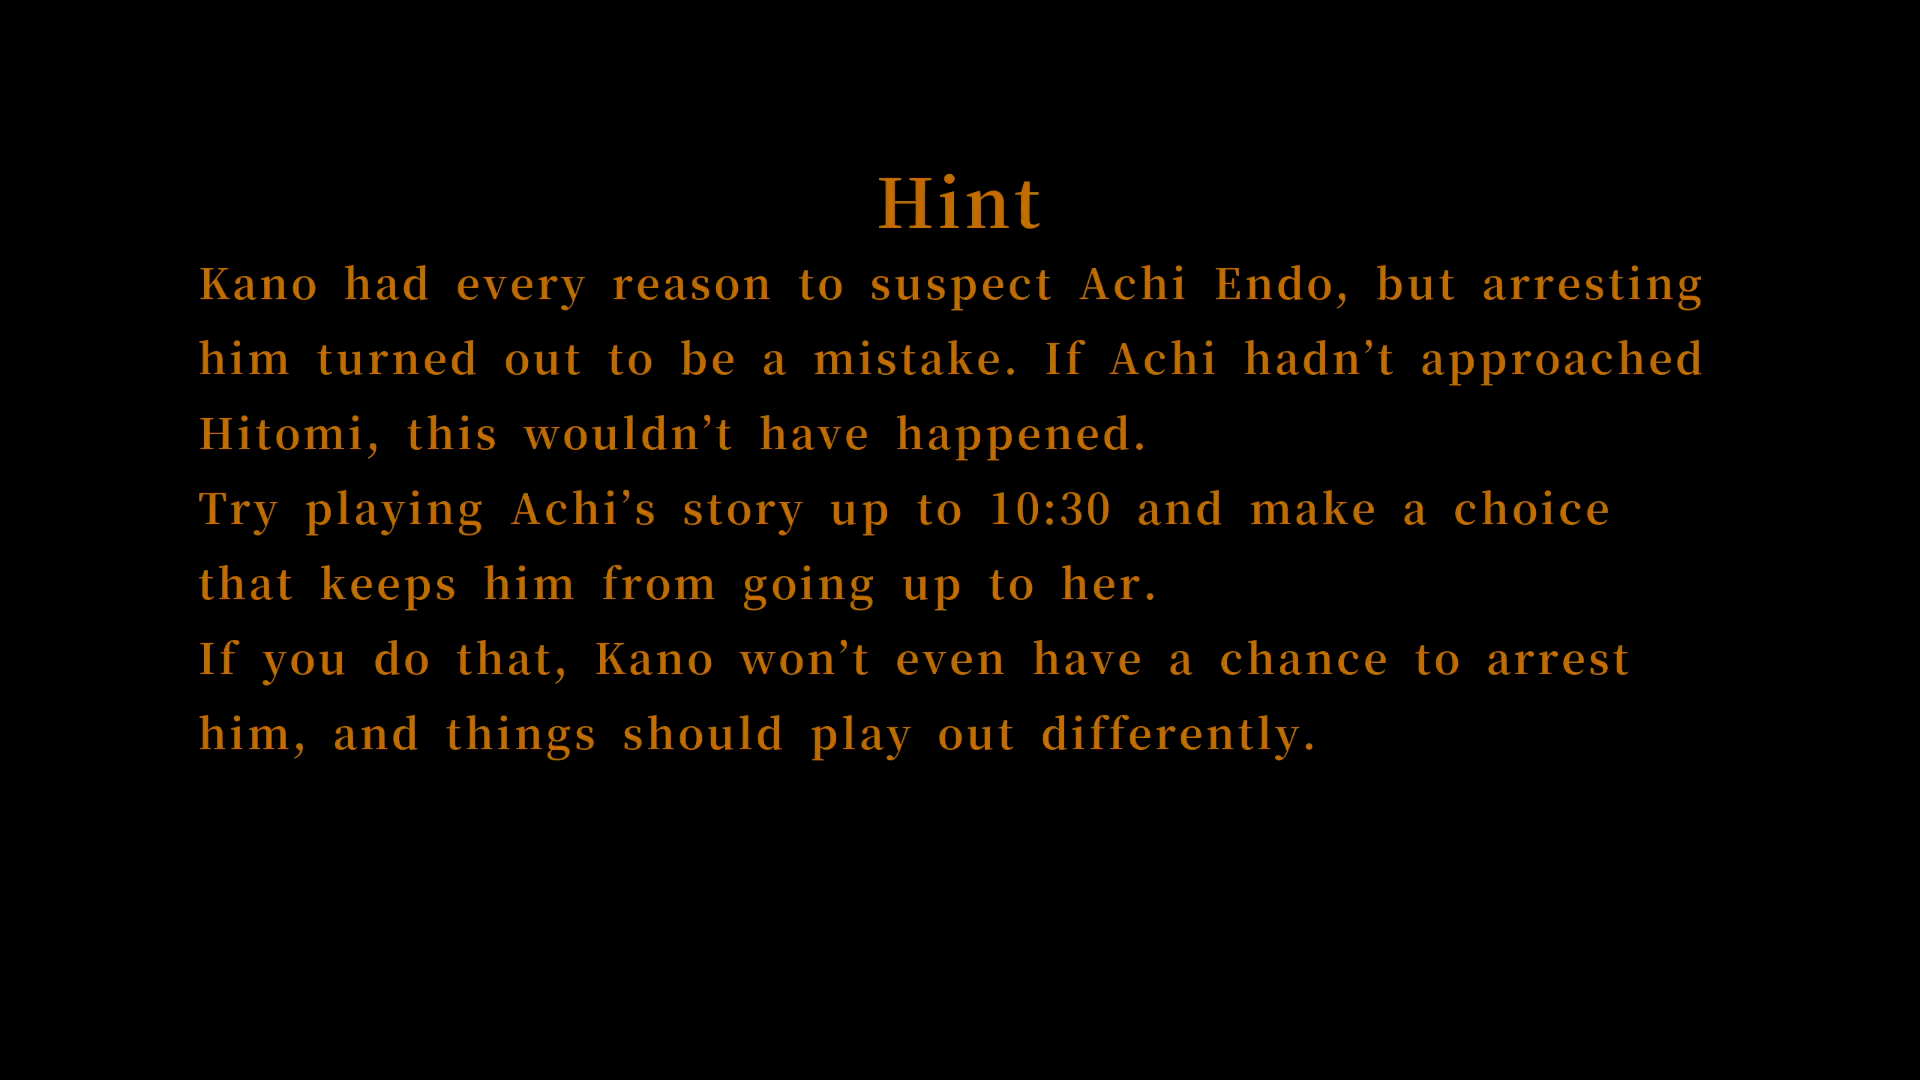 Hint
Kano had every reason to suspect Achi Endo, but arresting
him turned out to be a mistake. If Achi hadn’t approached
Hitomi, this wouldn’t have happened.
Try playing Achi’s story up to 10:30 and make a choice
that keeps him from going up to her.
If you do that, Kano won’t even have a chance to arrest
him, and things should play out differently.